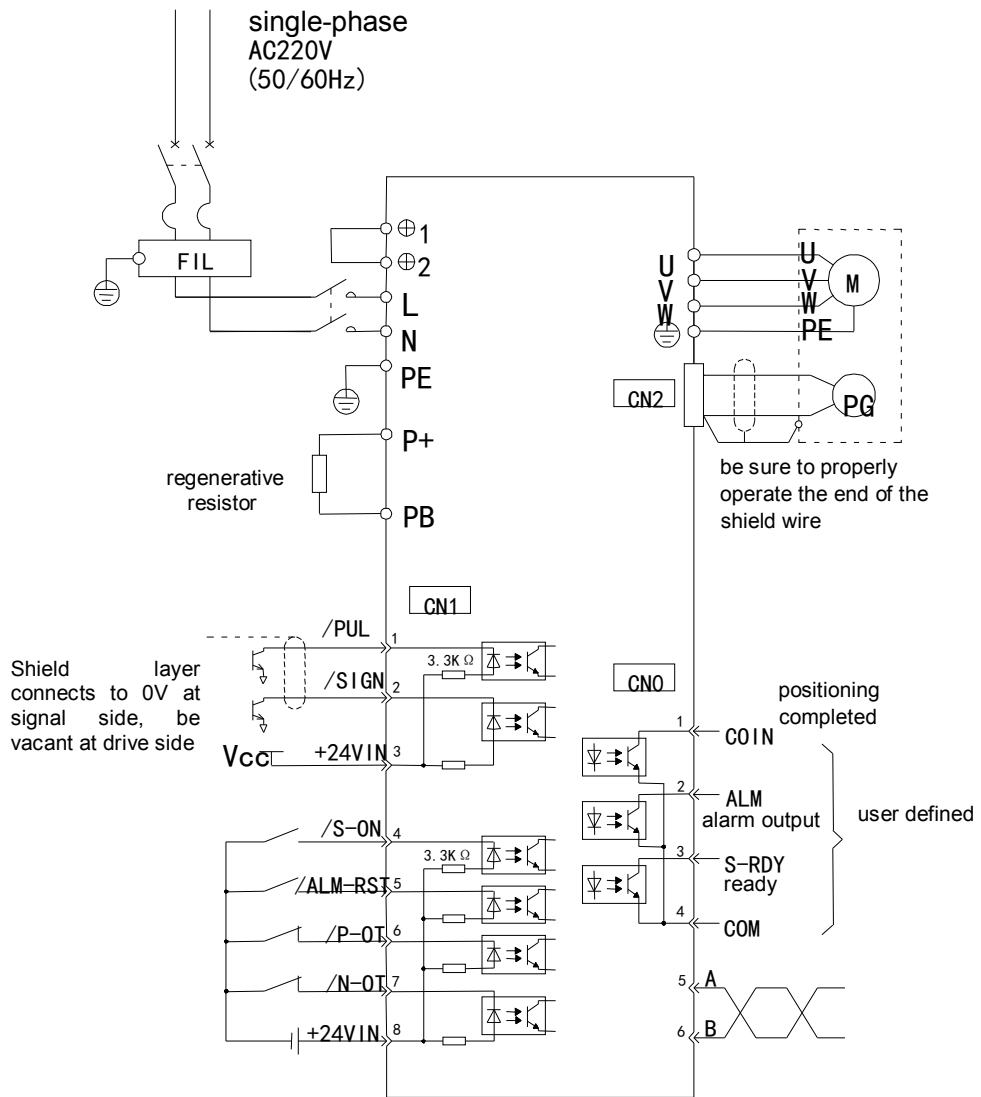 single-phase
AC220V
(50/60Hz)
FIL
⊕1
⊕2
L
N
PE
P+
PB
regenerative
resistor
U
V
W
U
V
W
PE
M
CN2
PG
be sure to properly
operate the end of the
shield wire
CN1
/PUL
1
3.3KΩ
/SIGN
2
Shield layer
connects to 0V at
signal side, be
vacant at drive side
Vcc
+24VIN
3
/S-ON
4
3.3KΩ
/ALM-RST
5
/P-OT
6
/N-OT
7
+24VIN
8
CN0
positioning
completed
1
COIN
2
ALM
alarm output
user defined
3
S-RDY
ready
4
COM
5
A
6
B